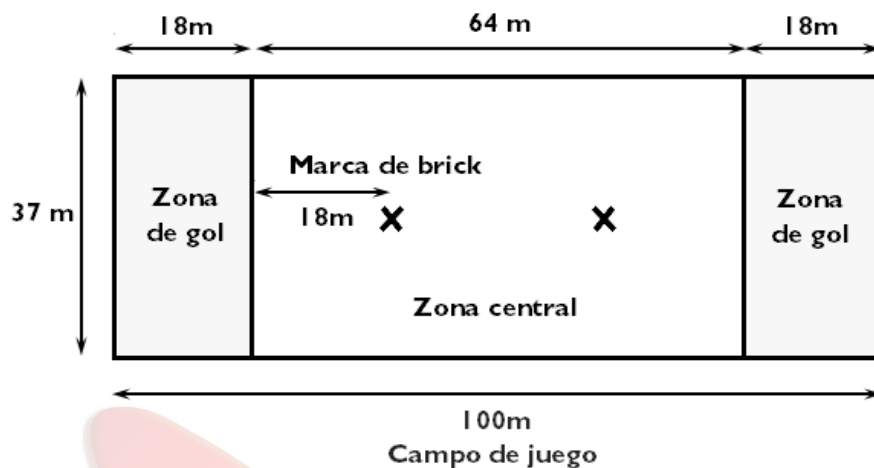 18m 64 m 18m
Marca de brick
Zona
de gol
Zona
de gol
37 m
18m
Zona central
100m
Campo de juego